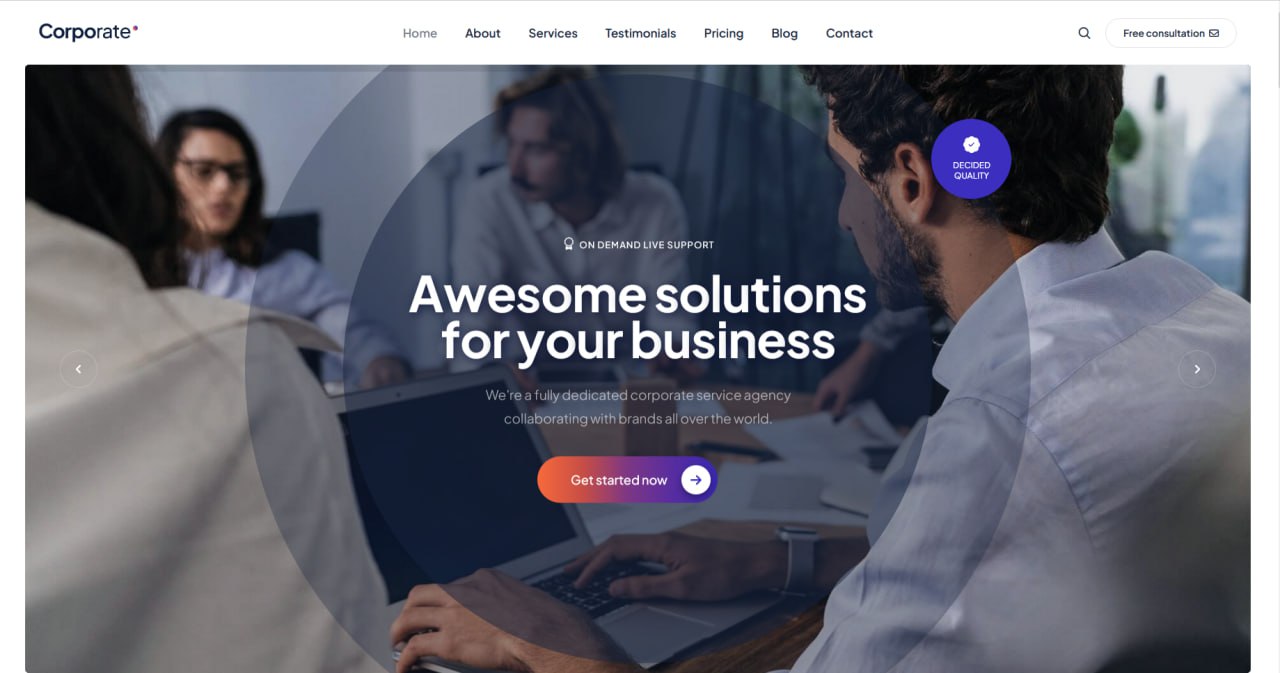 Corporate
Home
About
Services
Testimonials
Pricing
Blog
Contact
Free consultation
DECIDED
QUALITY
ON DEMAND LIVE SUPPORT
Awesome solutions
for your business
We're a fully dedicated corporate service agency
collaborating with brands all over the world.
Get started now